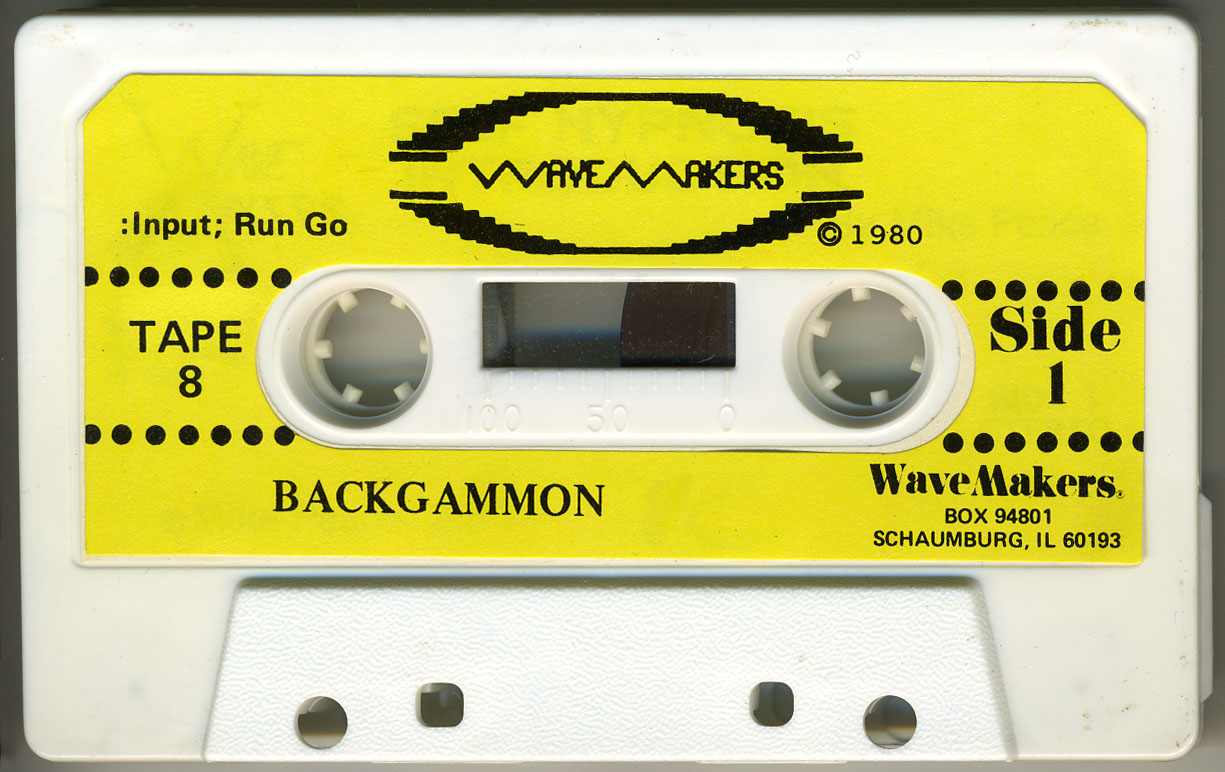 WAVEMAKERS
:Input; Run Go
© 1980
TAPE
8
Side
1
100 50 0
BACKGAMMON
WaveMakers®
BOX 94801
SCHAUMBURG, IL 60193